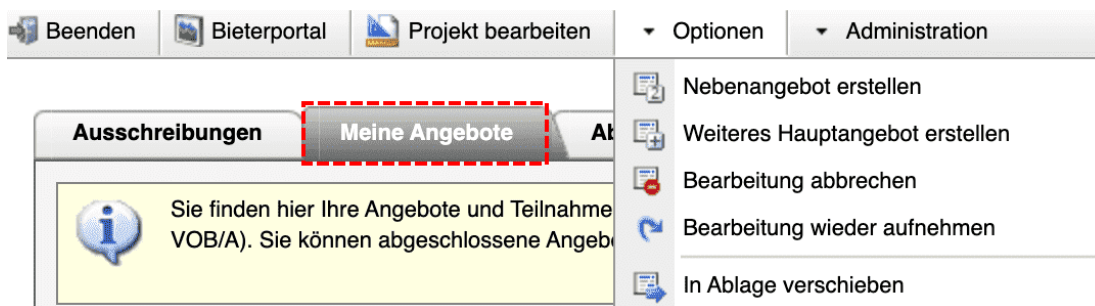 Beenden Bieterportal Projekt bearbeiten Optionen Administration
Nebenangebot erstellen
Weiteres Hauptangebot erstellen
Bearbeitung abbrechen
Bearbeitung wieder aufnehmen
In Ablage verschieben
Ausschreibungen Meine Angebote
Sie finden hier Ihre Angebote und Teilnahme
VOB/A). Sie können abgeschlossene Angeb